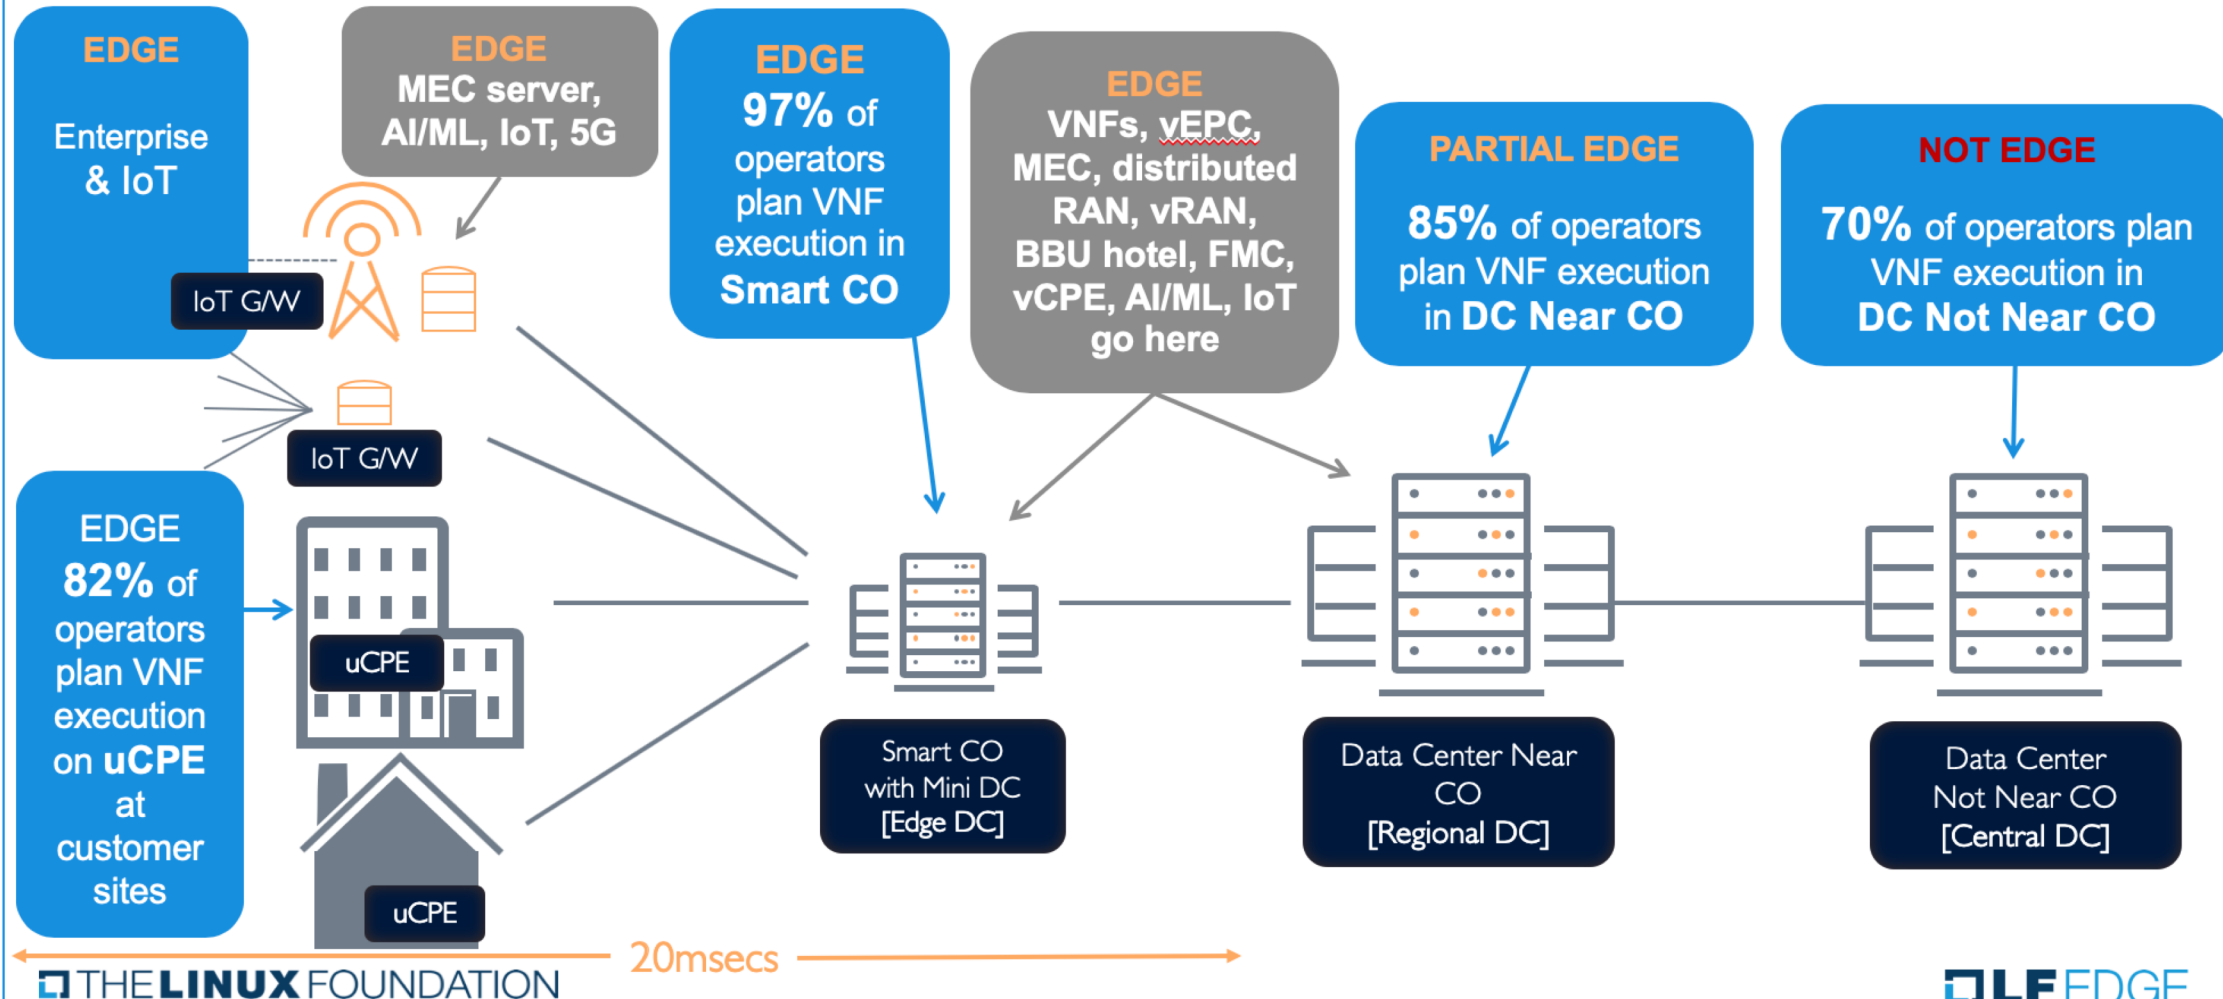 EDGE
Enterprise
& IoT
EDGE
MEC server,
AI/ML, IoT, 5G
EDGE
97% of
operators
plan VNF
execution in
Smart CO
EDGE
VNFs, vEPC,
MEC, distributed
RAN, vRAN,
BBU hotel, FMC,
vCPE, AI/ML, IoT
go here
PARTIAL EDGE
85% of operators
plan VNF execution
in DC Near CO
NOT EDGE
70% of operators plan
VNF execution in
DC Not Near CO
IoT G/W
IoT G/W
EDGE
82% of
operators
plan VNF
execution
on uCPE
at
customer
sites
uCPE
uCPE
Smart CO
with Mini DC
[Edge DC]
Data Center Near
CO
[Regional DC]
Data Center
Not Near CO
[Central DC]
20msecs
THE LINUX FOUNDATION
LF EDGE